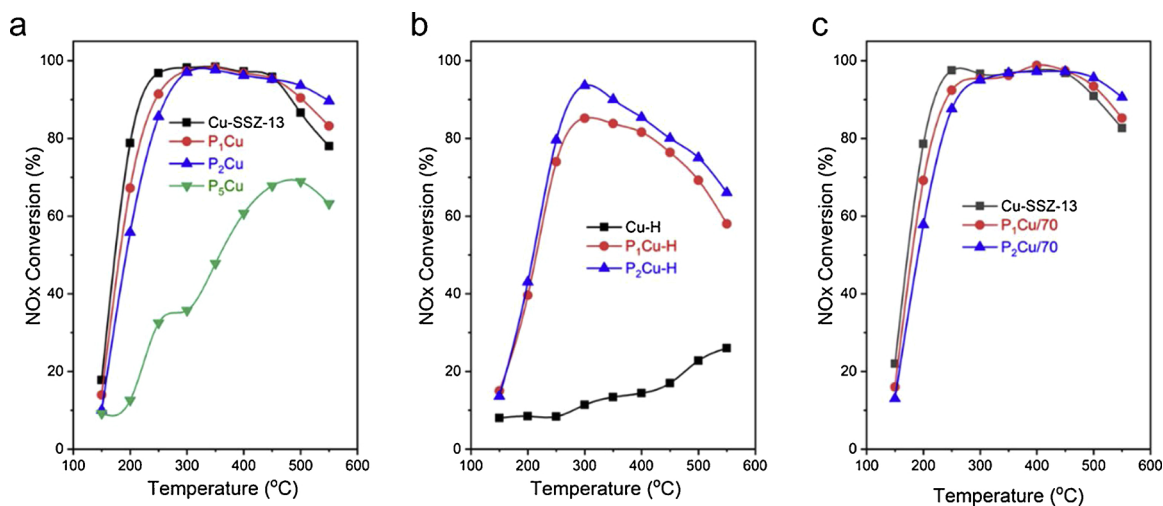 a
NOx Conversion (%)
100
80
60
40
20
0
Cu-SSZ-13
P₁Cu
P₂Cu
P₅Cu
100 200 300 400 500 600
Temperature (°C)
b
NOx Conversion (%)
100
80
60
40
20
0
Cu-H
P₁Cu-H
P₂Cu-H
100 200 300 400 500 600
Temperature (°C)
c
NOx Conversion (%)
100
80
60
40
20
0
Cu-SSZ-13
P₁Cu/70
P₂Cu/70
100 200 300 400 500 600
Temperature (°C)